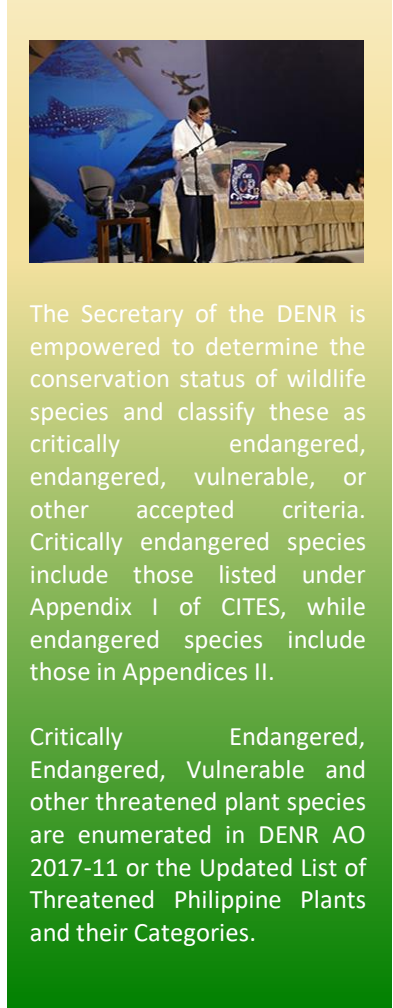 The Secretary of the DENR is
empowered to determine the
conservation status of wildlife
species and classify these as
critically endangered,
endangered, vulnerable, or
other accepted criteria.
Critically endangered species
include those listed under
Appendix I of CITES, while
endangered species include
those in Appendices II.
Critically Endangered,
Endangered, Vulnerable and
other threatened plant species
are enumerated in DENR AO
2017-11 or the Updated List of
Threatened Philippine Plants
and their Categories.